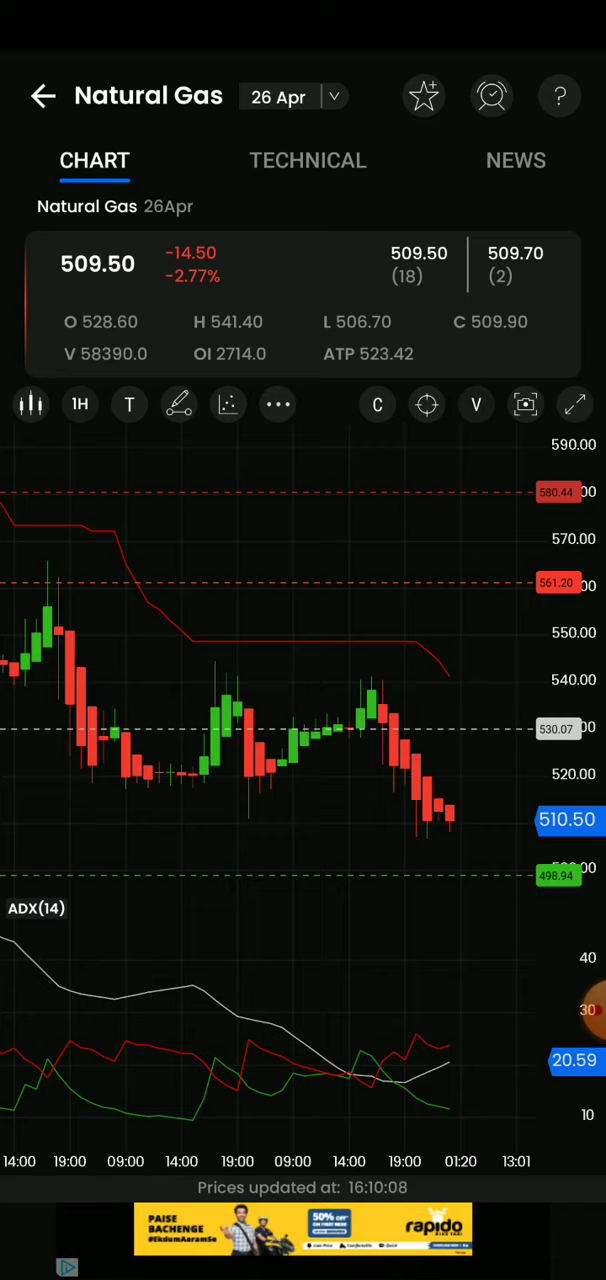 Natural Gas 26 Apr ?
CHART TECHNICAL NEWS
Natural Gas 26Apr
509.50 -14.50 509.50 509.70
-2.77% (18) (2)
O 528.60 H 541.40 L 506.70 C 509.90
V 58390.0 OI 2714.0 ATP 523.42
1H T C V
590.00
580.44
570.00
561.20
550.00
540.00
530.07
520.00
510.50
498.94
ADX(14)
40
30
20.59
10
14:00 19:00 09:00 14:00 19:00 09:00 14:00 19:00 01:20 13:01
Prices updated at: 16:10:08
PAISE
BACHENGE
#EkdumAaramSe
50% OFF
rapido